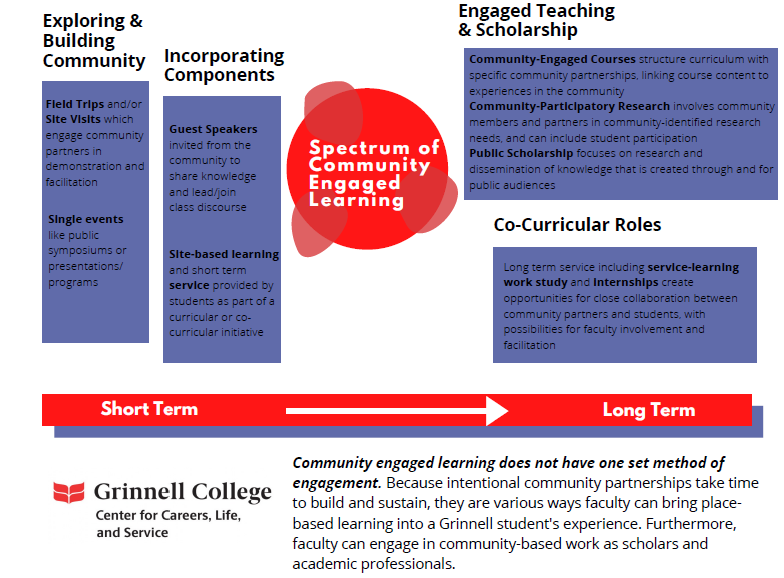 Exploring &
Building
Community
Field Trips and/or
Site Visits which
engage community
partners in
demonstration and
facilitation
Single events
like public
symposiums or
presentations/
programs
Incorporating
Components
Guest Speakers
invited from the
community to
share knowledge
and lead/join
class discourse
Site-based learning
and short term
service provided by
students as part of a
curricular or co-
curricular initiative
Spectrum of
Community
Engaged
Learning
Engaged Teaching
& Scholarship
Community-Engaged Courses structure curriculum with
specific community partnerships, linking course content to
experiences in the community
Community-Participatory Research involves community
members and partners in community-identified research
needs, and can include student participation
Public Scholarship focuses on research and
dissemination of knowledge that is created through and for
public audiences
Co-Curricular Roles
Long term service including service-learning
work study and internships create
opportunities for close collaboration between
community partners and students, with
possibilities for faculty involvement and
facilitation
Short Term
Long Term
Grinnell College
Center for Careers, Life,
and Service
Community engaged learning does not have one set method of
engagement. Because intentional community partnerships take time
to build and sustain, they are various ways faculty can bring place-
based learning into a Grinnell student's experience. Furthermore,
faculty can engage in community-based work as scholars and
academic professionals.